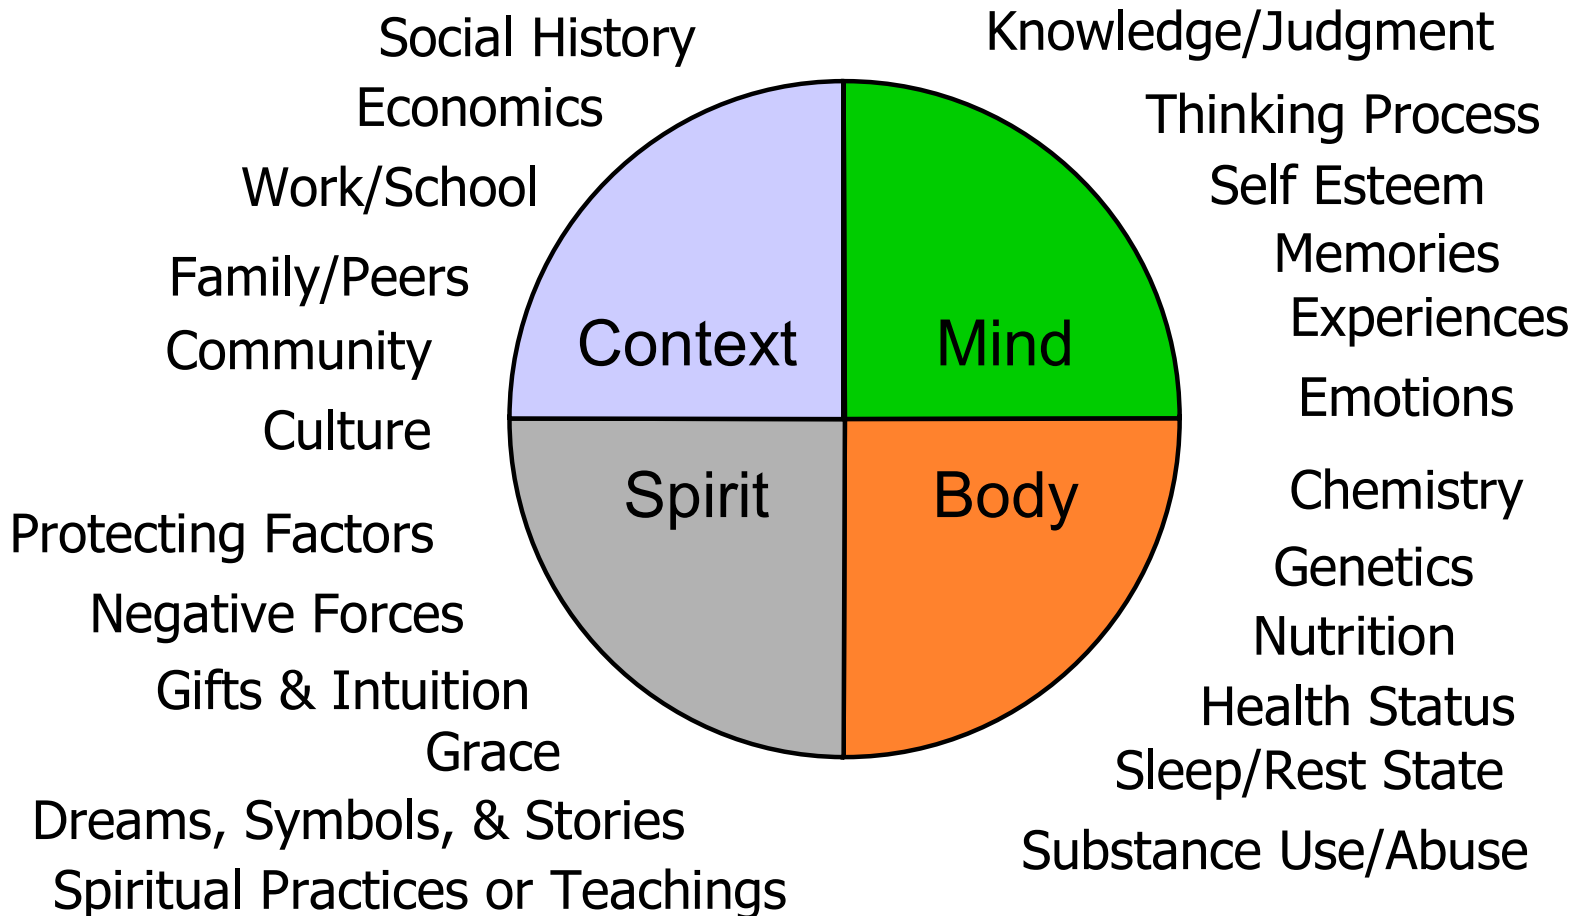 Social History
Economics
Work/School
Family/Peers
Community
Culture
Context
Knowledge/Judgment
Thinking Process
Self Esteem
Memories
Experiences
Emotions
Mind
Spirit
Protecting Factors
Negative Forces
Gifts & Intuition
Grace
Dreams, Symbols, & Stories
Spiritual Practices or Teachings
Body
Chemistry
Genetics
Nutrition
Health Status
Sleep/Rest State
Substance Use/Abuse